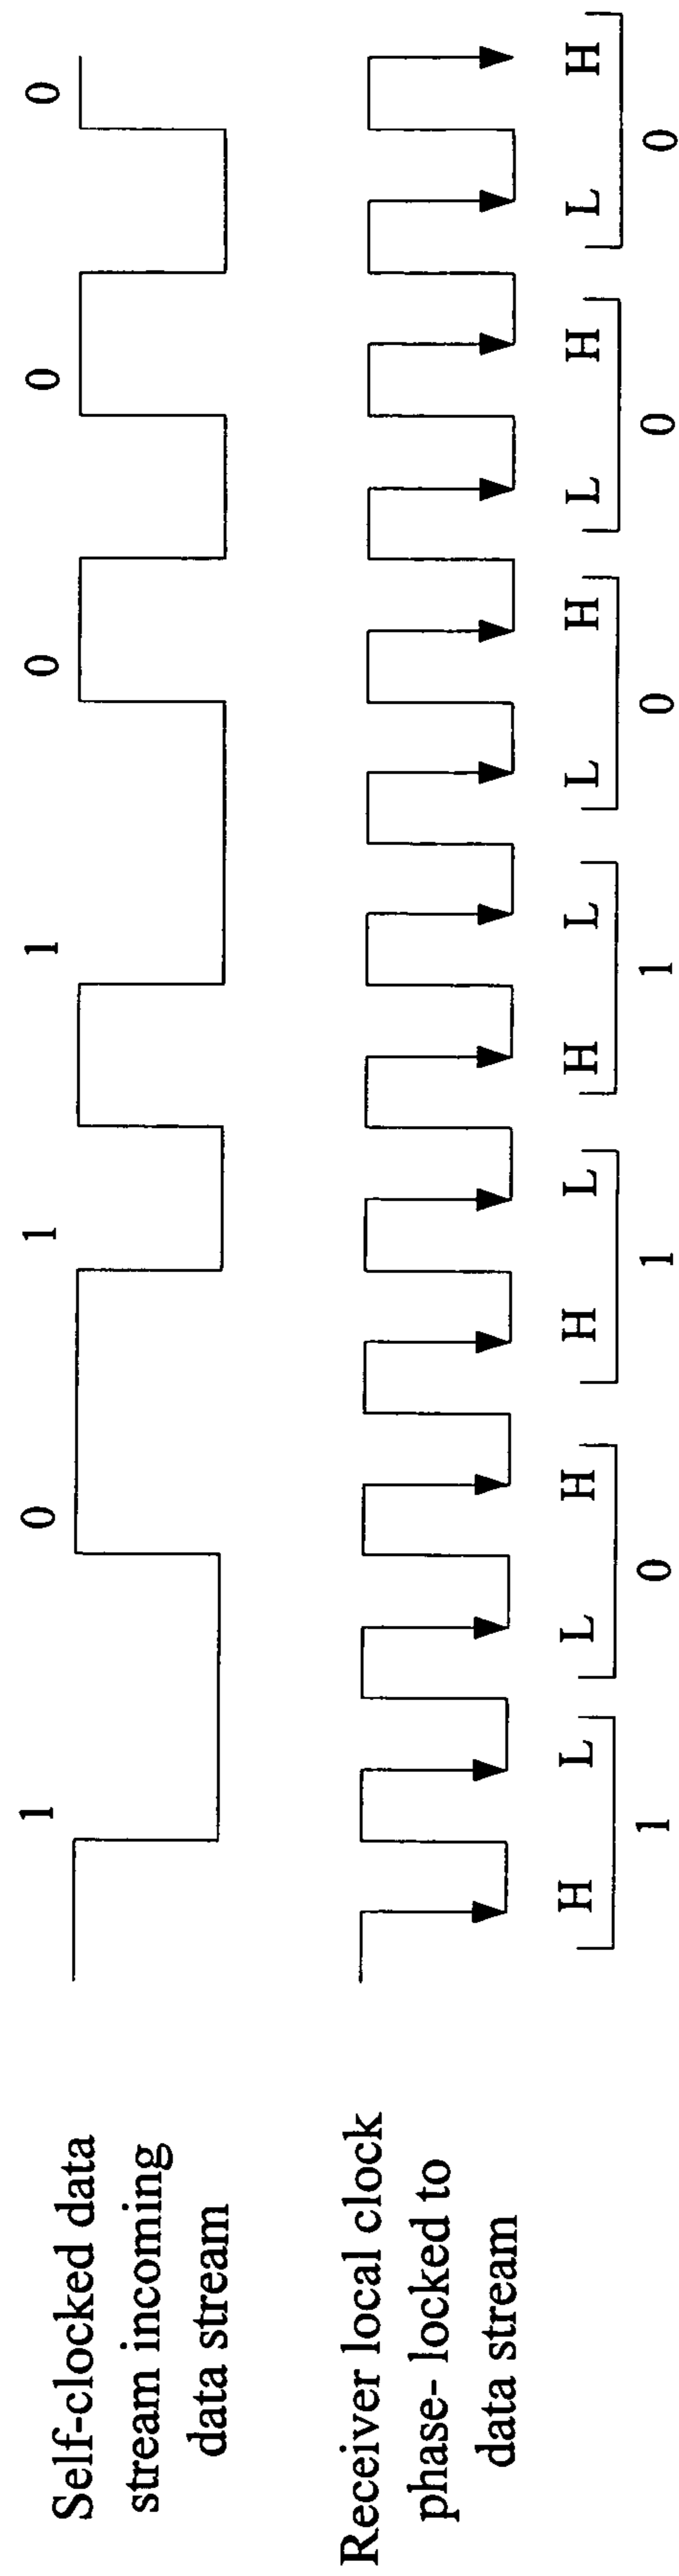 1 0 1 1 0 0 0
Self-clocked data
stream incoming
data stream
Receiver local clock
phase- locked to
data stream
H L L H H L H L L H L H L H
1 0 1 1 0 0 0